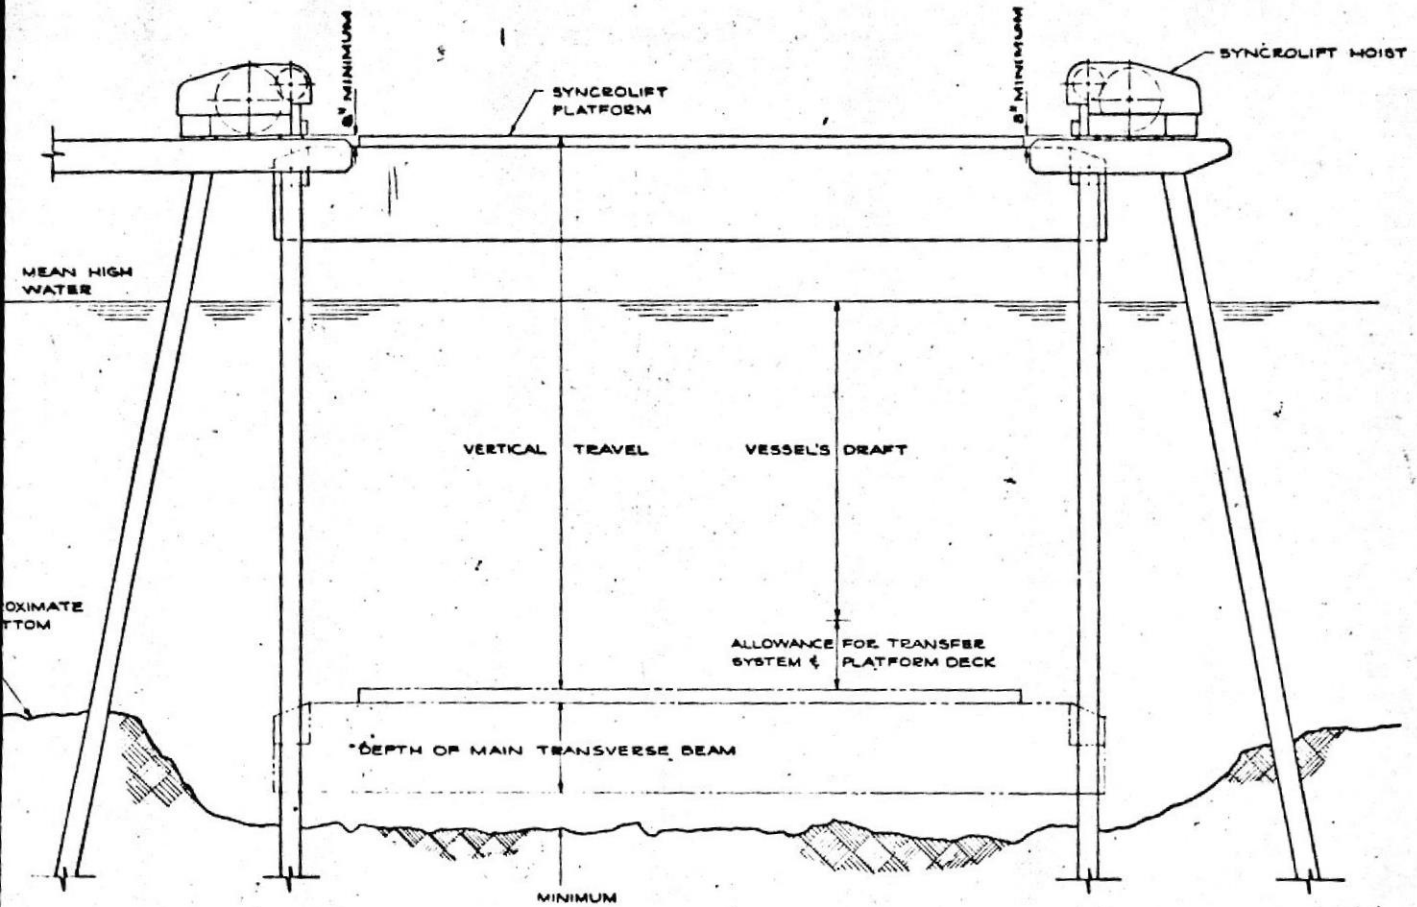 8" MINIMUM
8" MINIMUM
SYNCROLIFT HOIST
SYNCROLIFT
PLATFORM
MEAN HIGH
WATER
VERTICAL TRAVEL
VESSEL'S DRAFT
OXIMATE
TTOM
ALLOWANCE FOR TRANSFER
SYSTEM & PLATFORM DECK
DEPTH OF MAIN TRANSVERSE BEAM
MINIMUM